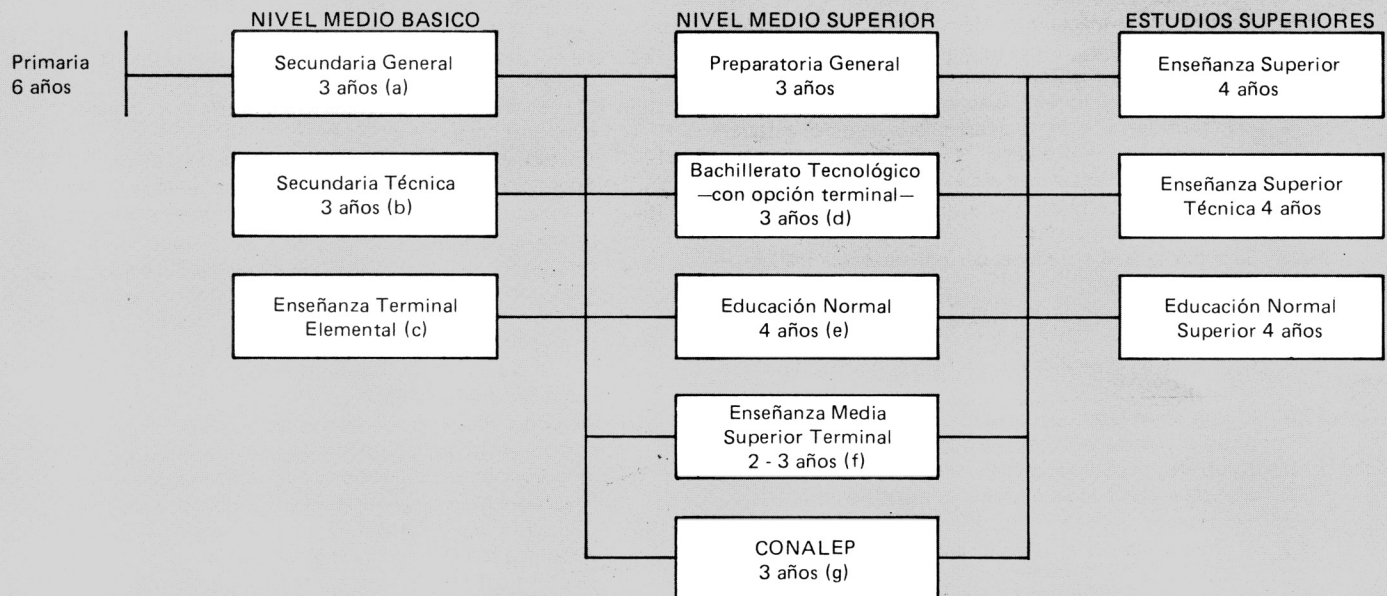 NIVEL MEDIO BASICO
NIVEL MEDIO SUPERIOR
ESTUDIOS SUPERIORES
Primaria
6 años
Secundaria General
3 años (a)
Preparatoria General
3 años
Enseñanza Superior
4 años
Secundaria Técnica
3 años (b)
Bachillerato Tecnológico
—con opción terminal—
3 años (d)
Enseñanza Superior
Técnica 4 años
Enseñanza Terminal
Elemental (c)
Educación Normal
4 años (e)
Educación Normal
Superior 4 años
Enseñanza Media
Superior Terminal
2 - 3 años (f)
CONALEP
3 años (g)